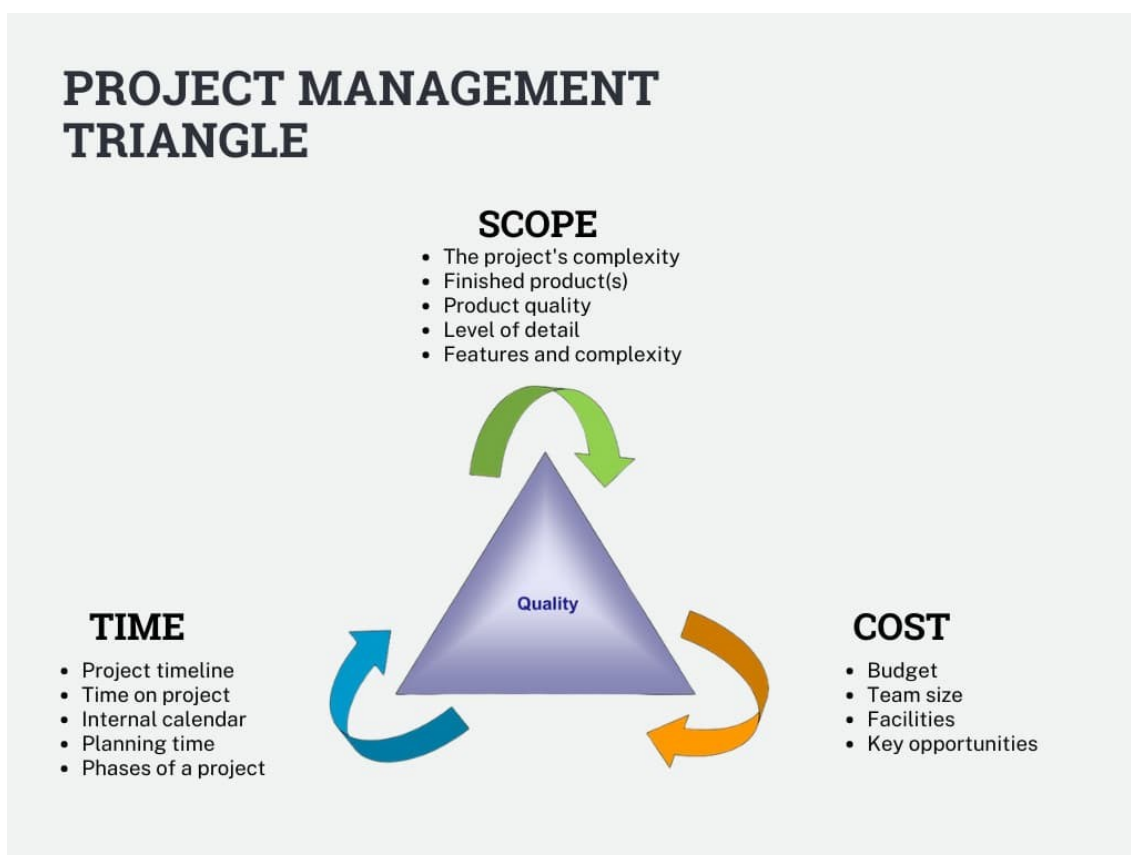 PROJECT MANAGEMENT
TRIANGLE
SCOPE
• The project's complexity
• Finished product(s)
• Product quality
• Level of detail
• Features and complexity
Quality
TIME
• Project timeline
• Time on project
• Internal calendar
• Planning time
• Phases of a project
COST
• Budget
• Team size
• Facilities
• Key opportunities